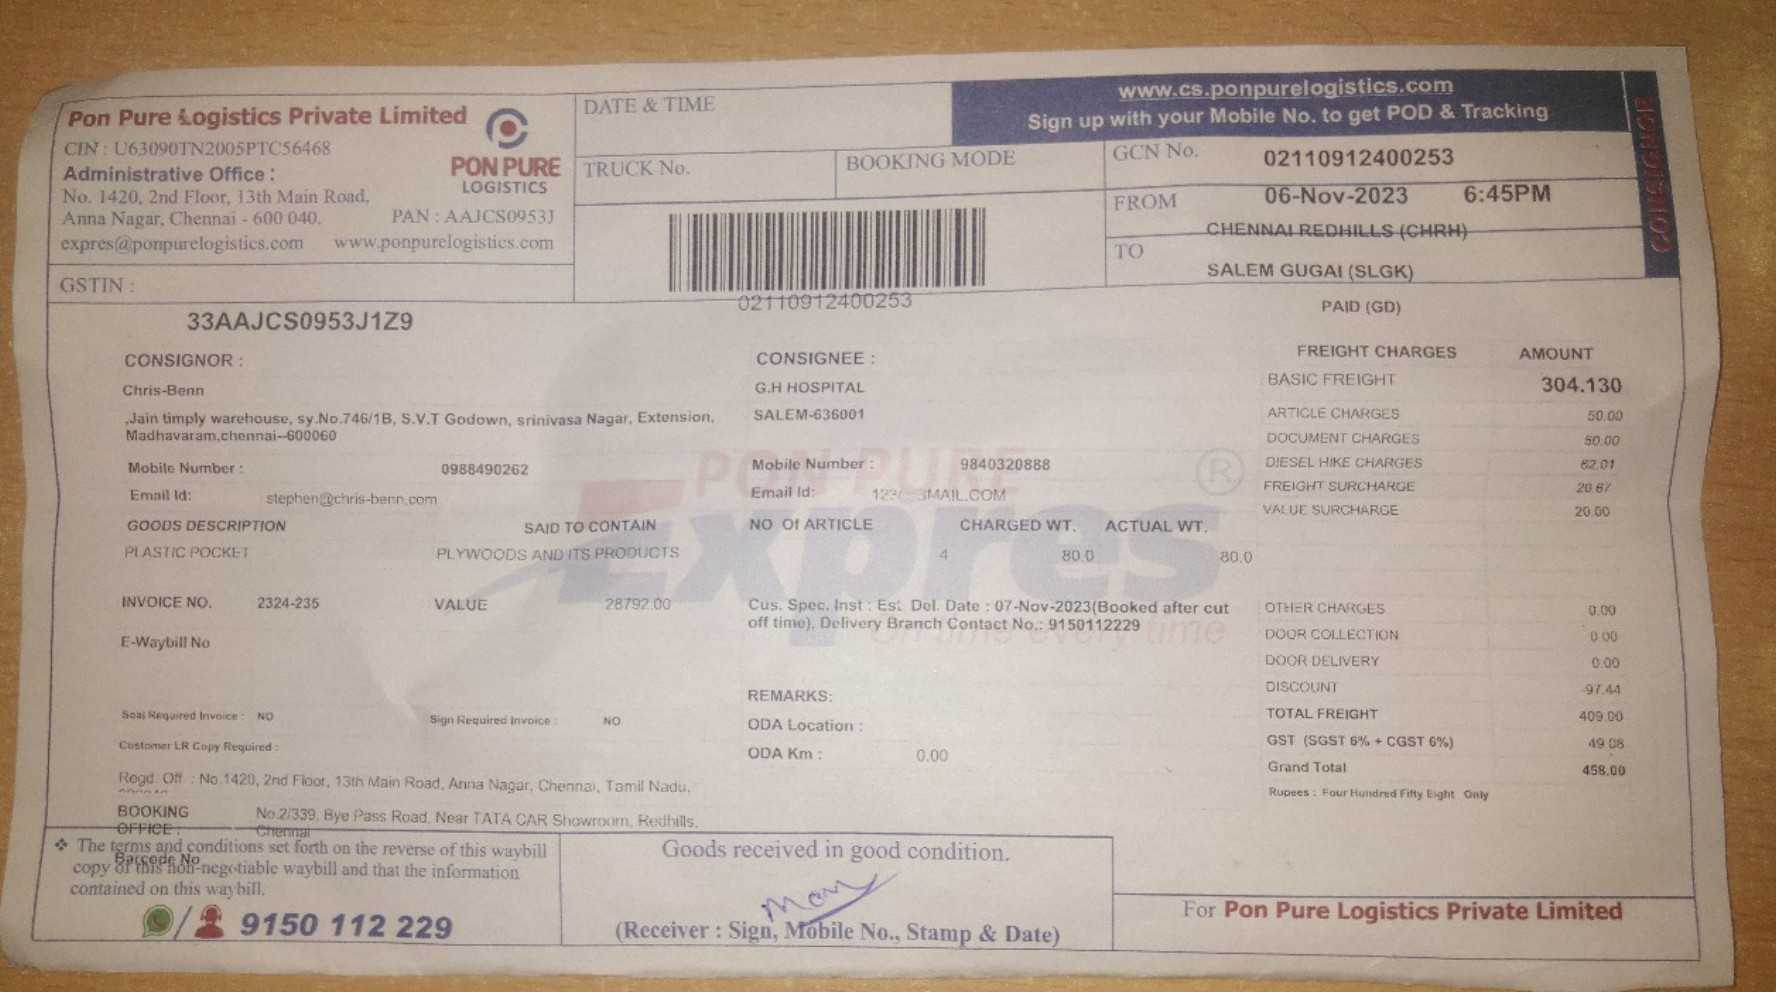 Pon Pure Logistics Private Limited
CIN : U63090TN2005PTC56468
Administrative Office :
No. 1420, 2nd Floor, 13th Main Road,
Anna Nagar, Chennai - 600 040. PAN : AAJCS0953J
expres@ponpurelogistics.com www.ponpurelogistics.com
PON PURE
LOGISTICS
GSTIN :
33AAJCS0953J1Z9
DATE & TIME
TRUCK No. BOOKING MODE
02110912400253
www.cs.ponpurelogistics.com
Sign up with your Mobile No. to get POD & Tracking
CONSIGNOR
GCN No. 02110912400253
06-Nov-2023 6:45PM
FROM
CHENNAI REDHILLS (CHRH)
TO
SALEM GUGAI (SLGK)
PAID (GD)
CONSIGNOR :
Chris-Benn
,Jain timply warehouse, sy.No.746/1B, S.V.T Godown, srinivasa Nagar, Extension,
Madhavaram,chennai--600060
Mobile Number : 0988490262
Email Id: stephen@chris-benn.com
CONSIGNEE :
G.H HOSPITAL
SALEM-636001
Mobile Number : 9840320888
Email Id:
GOODS DESCRIPTION SAID TO CONTAIN NO Of ARTICLE CHARGED WT. ACTUAL WT.
PLASTIC POCKET PLYWOODS AND ITS PRODUCTS 4 80.0 80.0
INVOICE NO. 2324-235 VALUE 28792.00
E-Waybill No
Cus. Spec. Inst : Est. Del. Date : 07-Nov-2023(Booked after cut
off time), Delivery Branch Contact No.: 9150112229
REMARKS:
ODA Location :
ODA Km : 0.00
Seal Required Invoice : NO Sign Required Invoice : NO
Customer LR Copy Required :
Regd. Off : No.1420, 2nd Floor, 13th Main Road, Anna Nagar, Chennai, Tamil Nadu,
BOOKING
OFFICE :
No.2/339, Bye Pass Road, Near TATA CAR Showroom, Redhills,
Chennai
Barcode No
FREIGHT CHARGES AMOUNT
BASIC FREIGHT 304.130
ARTICLE CHARGES 50.00
DOCUMENT CHARGES 50.00
DIESEL HIKE CHARGES 62.01
FREIGHT SURCHARGE 20.67
VALUE SURCHARGE 20.00
OTHER CHARGES 0.00
DOOR COLLECTION 0.00
DOOR DELIVERY 0.00
DISCOUNT -97.44
TOTAL FREIGHT 409.00
GST (SGST 6% + CGST 6%) 49.08
Grand Total 458.00
Rupees : Four Hundred Fifty Eight Only
PON PURE
Expres
®
On time every time
❖ The terms and conditions set forth on the reverse of this waybill
copy of this non-negotiable waybill and that the information
contained on this waybill.
9150 112 229
Goods received in good condition.
(Receiver : Sign, Mobile No., Stamp & Date)
For Pon Pure Logistics Private Limited